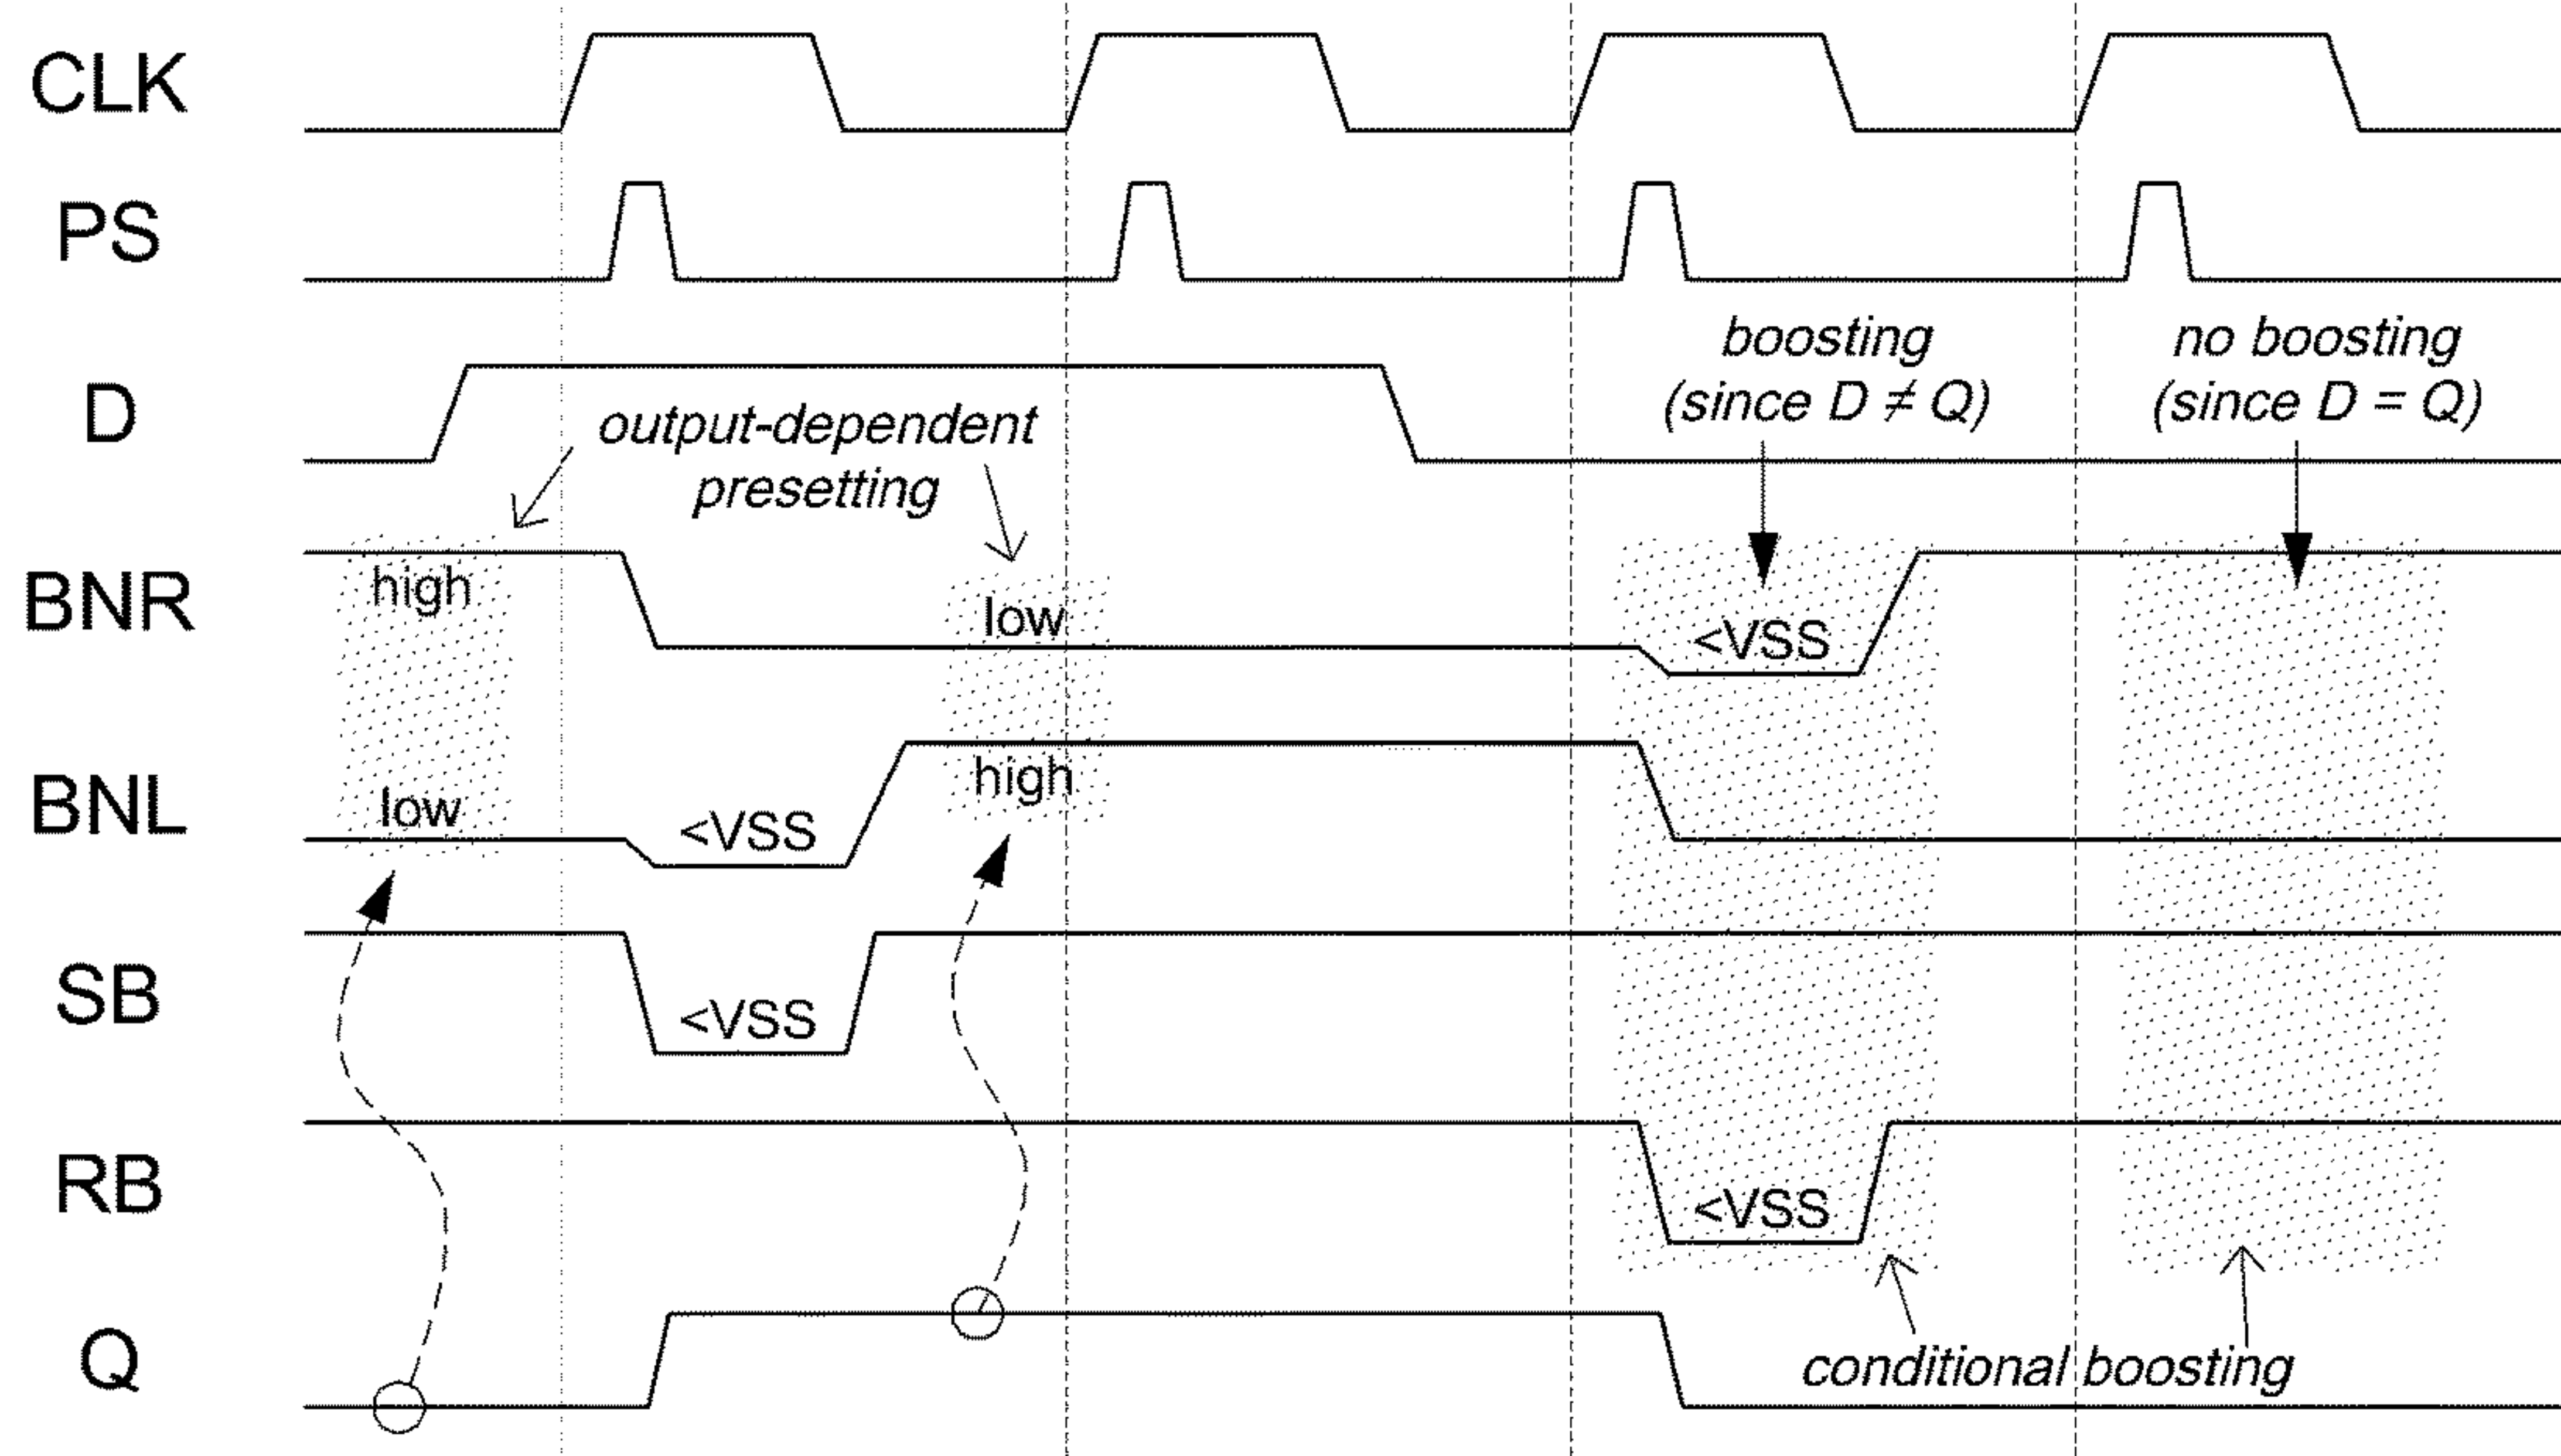 CLK
PS
boosting
(since D ≠ Q)
no boosting
(since D = Q)
D
output-dependent
presetting
BNR
high
low
<VSS
BNL
low
<VSS
high
SB
<VSS
RB
<VSS
Q
conditional boosting